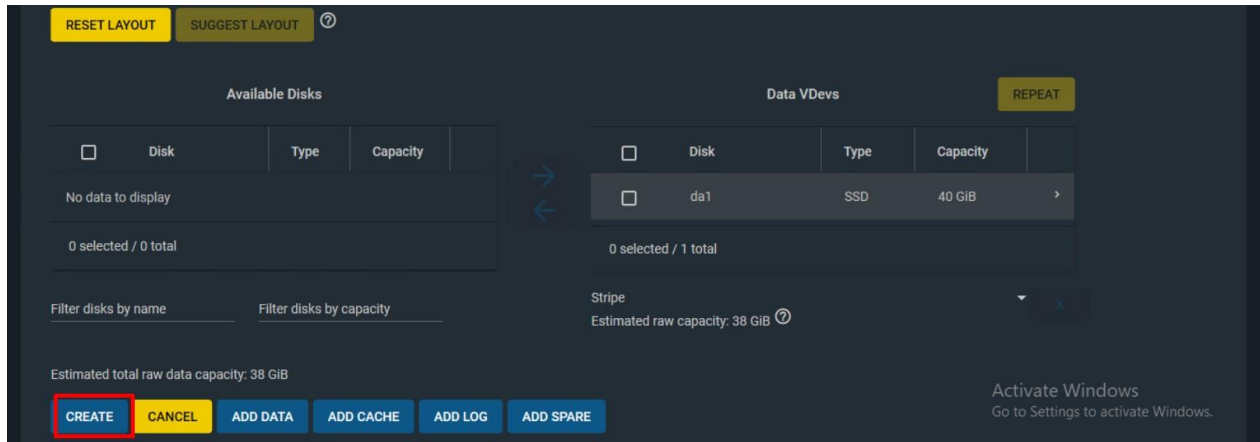 RESET LAYOUT SUGGEST LAYOUT ?
Available Disks
Disk Type Capacity
No data to display
0 selected / 0 total
Filter disks by name Filter disks by capacity
Data VDevs REPEAT
Disk Type Capacity
da1 SSD 40 GiB
0 selected / 1 total
Stripe X
Estimated raw capacity: 38 GiB ?
Estimated total raw data capacity: 38 GiB
CREATE CANCEL ADD DATA ADD CACHE ADD LOG ADD SPARE
Activate Windows
Go to Settings to activate Windows.